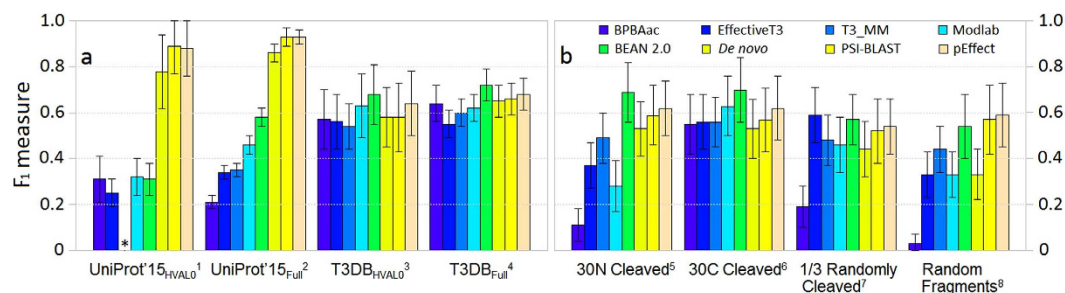 F₁ measure
1.0
0.8
0.6
0.4
0.2
0
a
*
UniProt'15HVAL0¹
UniProt'15Full²
T3DBHVAL0³
T3DBFull⁴
b
BPBAac
EffectiveT3
T3_MM
Modlab
BEAN 2.0
De novo
PSI-BLAST
pEffect
30N Cleaved⁵
30C Cleaved⁶
1/3 Randomly
Cleaved⁷
Random
Fragments⁸
1.0
0.8
0.6
0.4
0.2
0